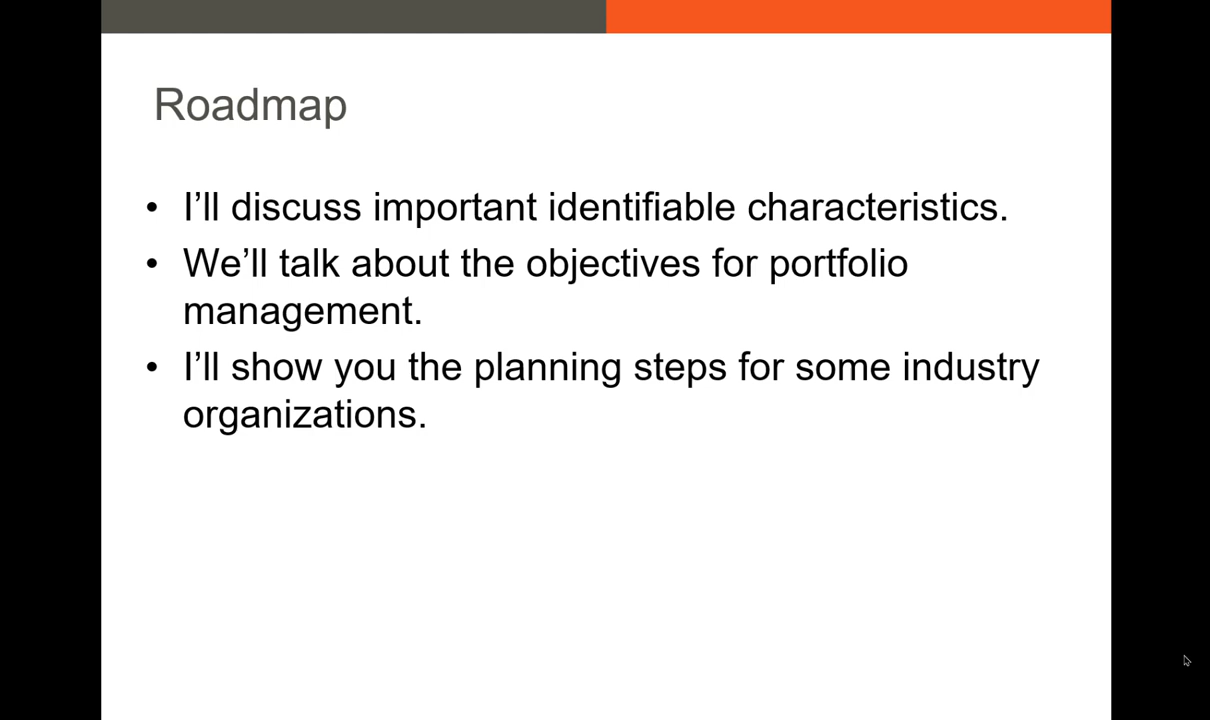 Roadmap
• I’ll discuss important identifiable characteristics.
• We’ll talk about the objectives for portfolio
management.
• I’ll show you the planning steps for some industry
organizations.